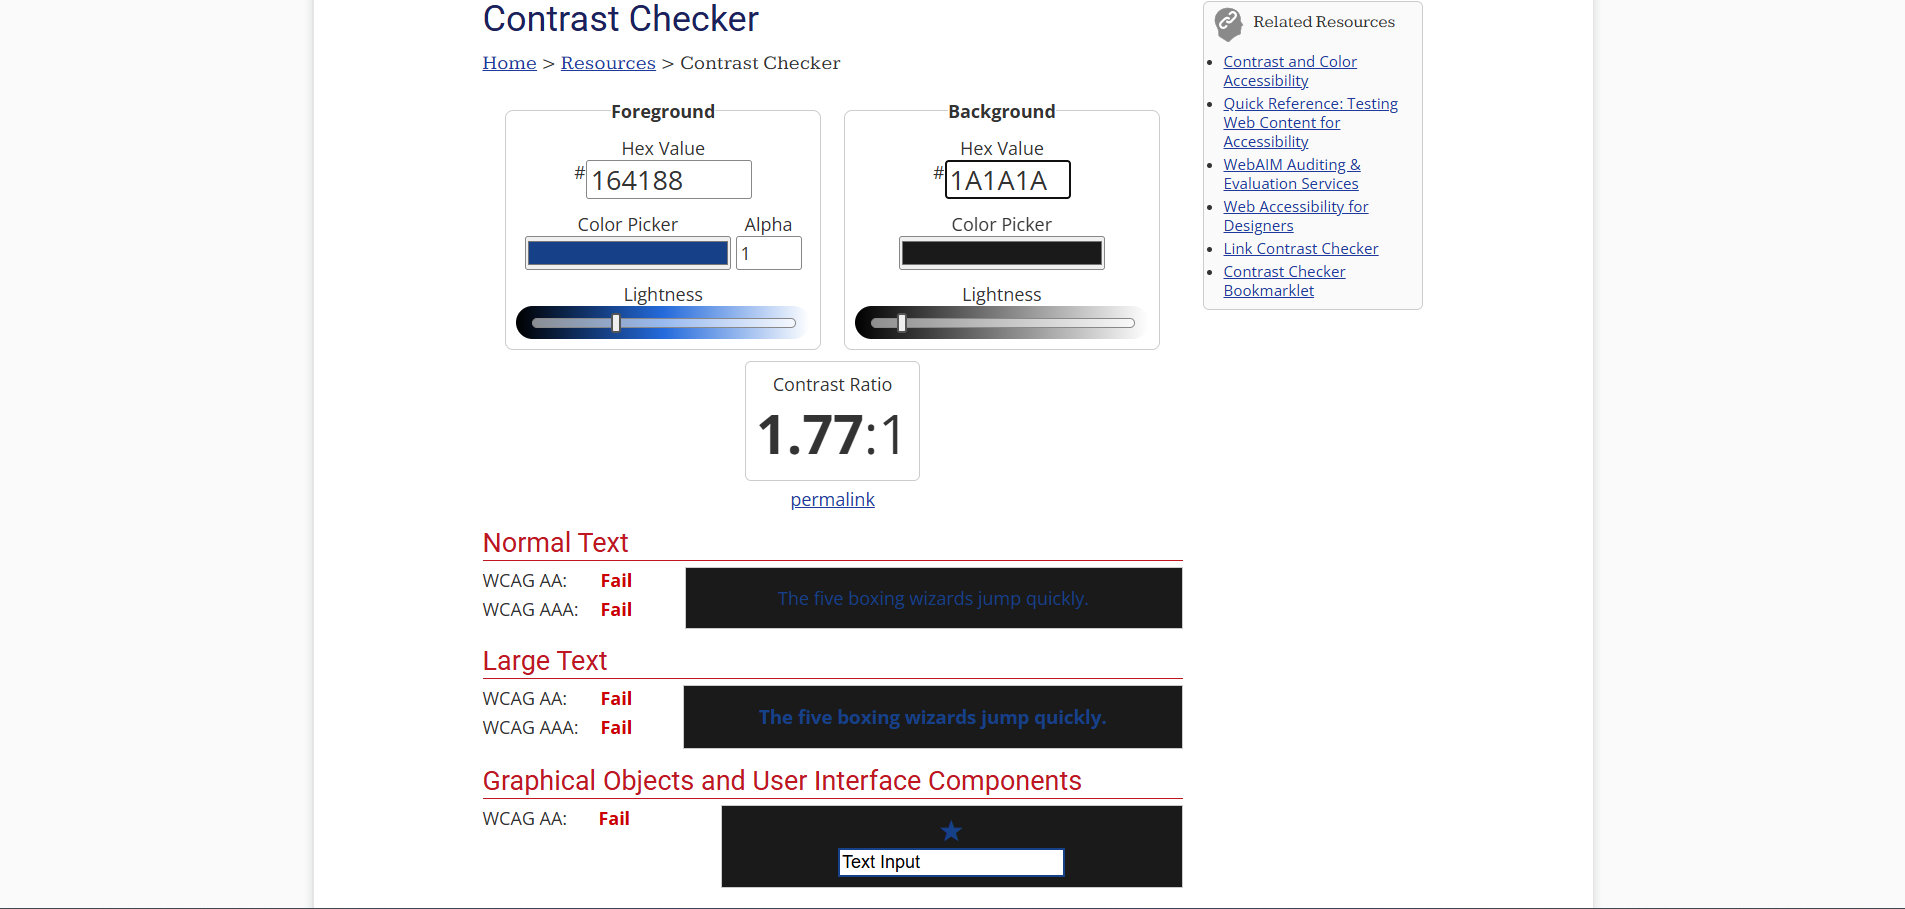 Contrast Checker
Home > Resources > Contrast Checker
Foreground
Hex Value
#164188
Color Picker
Alpha
1
Lightness
Background
Hex Value
#1A1A1A
Color Picker
Lightness
Contrast Ratio
1.77:1
permalink
Normal Text
WCAG AA: Fail
WCAG AAA: Fail
The five boxing wizards jump quickly.
Large Text
WCAG AA: Fail
WCAG AAA: Fail
The five boxing wizards jump quickly.
Graphical Objects and User Interface Components
WCAG AA: Fail
Text Input
Related Resources
Contrast and Color
Accessibility
Quick Reference: Testing
Web Content for
Accessibility
WebAIM Auditing &
Evaluation Services
Web Accessibility for
Designers
Link Contrast Checker
Contrast Checker
Bookmarklet